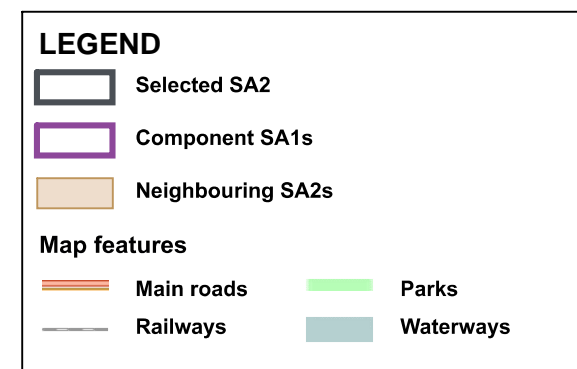 LEGEND
Selected SA2
Component SA1s
Neighbouring SA2s
Map features
Main roads
Parks
Railways
Waterways